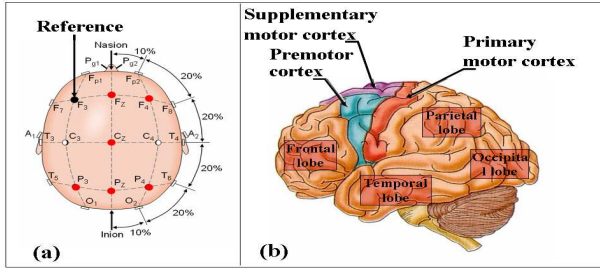 Reference
Nasion
10%
Pg1 Pg2
Fp1 Fp2
20%
F7 F3 FZ F4 F8
20%
A1 T3 C3 CZ C4 T4 A2
20%
T5 P3 PZ P4 T6
20%
O1 O2
Inion 10%
(a)
Supplementary
motor cortex
Premotor
cortex
Primary
motor cortex
Parietal
lobe
Frontal
lobe
Occipita
l lobe
Temporal
lobe
(b)